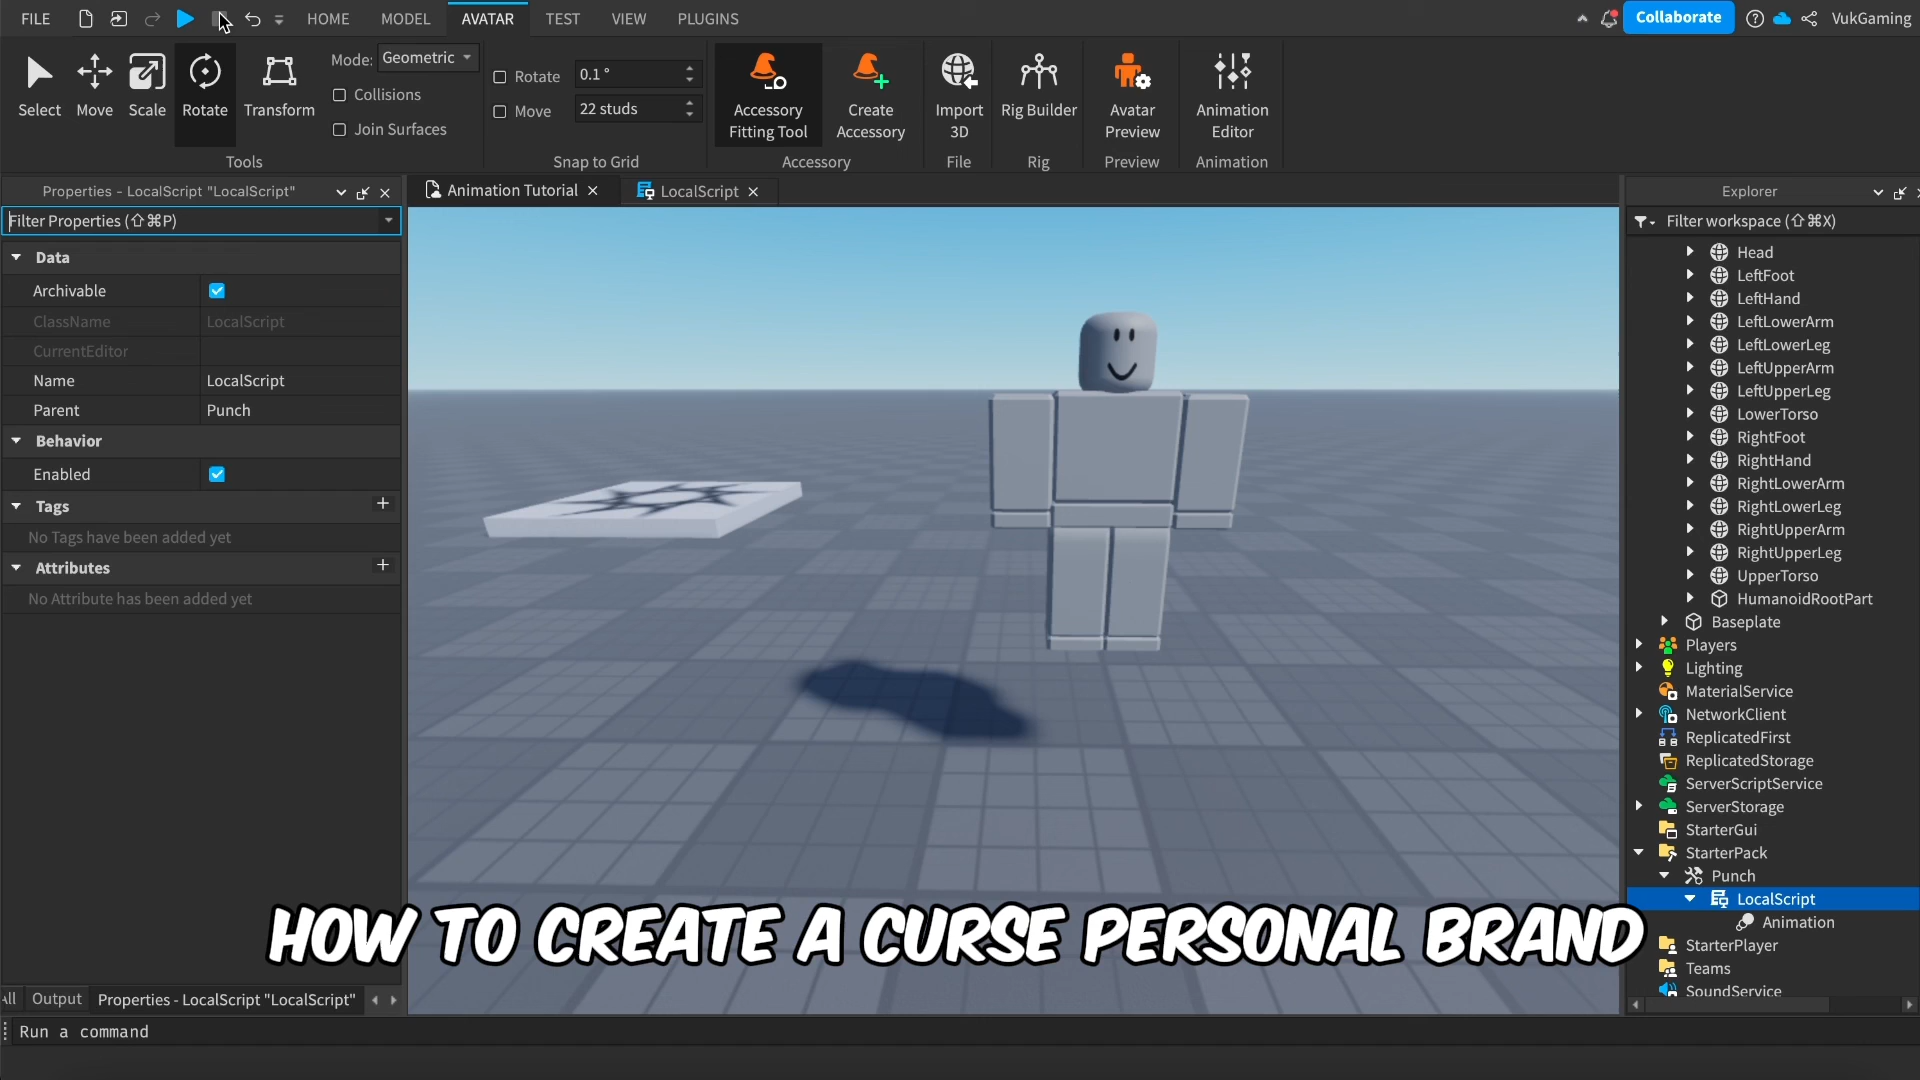 FILE HOME MODEL AVATAR TEST VIEW PLUGINS Collaborate VukGaming
Select Move Scale Rotate Transform
Mode: Geometric
Collisions
Join Surfaces
Tools
Rotate 0.1 °
Move 22 studs
Snap to Grid
Accessory Fitting Tool
Create Accessory
Accessory
Import 3D
File
Rig Builder
Rig
Avatar Preview
Preview
Animation Editor
Animation
Properties - LocalScript "LocalScript"
Filter Properties (⇧⌘P)
Data
Archivable
ClassName LocalScript
CurrentEditor
Name LocalScript
Parent Punch
Behavior
Enabled
Tags
No Tags have been added yet
Attributes
No Attribute has been added yet
Animation Tutorial
LocalScript
Explorer
Filter workspace (⇧⌘X)
Head
LeftFoot
LeftHand
LeftLowerArm
LeftLowerLeg
LeftUpperArm
LeftUpperLeg
LowerTorso
RightFoot
RightHand
RightLowerArm
RightLowerLeg
RightUpperArm
RightUpperLeg
UpperTorso
HumanoidRootPart
Baseplate
Players
Lighting
MaterialService
NetworkClient
ReplicatedFirst
ReplicatedStorage
ServerScriptService
ServerStorage
StarterGui
StarterPack
Punch
LocalScript
Animation
StarterPlayer
Teams
SoundService
HOW TO CREATE A CURSE PERSONAL BRAND
Output Properties - LocalScript "LocalScript"
Run a command